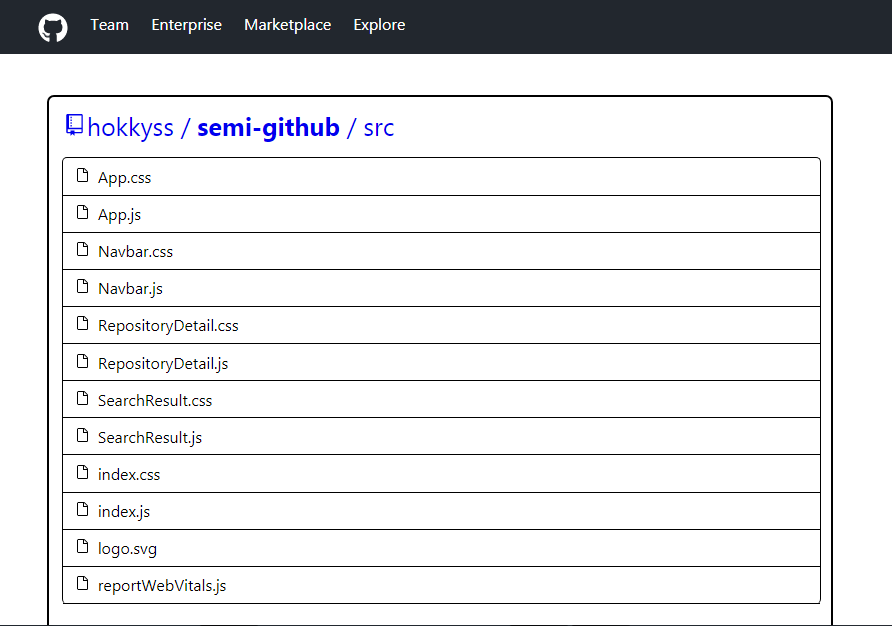 Team Enterprise Marketplace Explore
hokkyss / semi-github / src
App.css
App.js
Navbar.css
Navbar.js
RepositoryDetail.css
RepositoryDetail.js
SearchResult.css
SearchResult.js
index.css
index.js
logo.svg
reportWebVitals.js